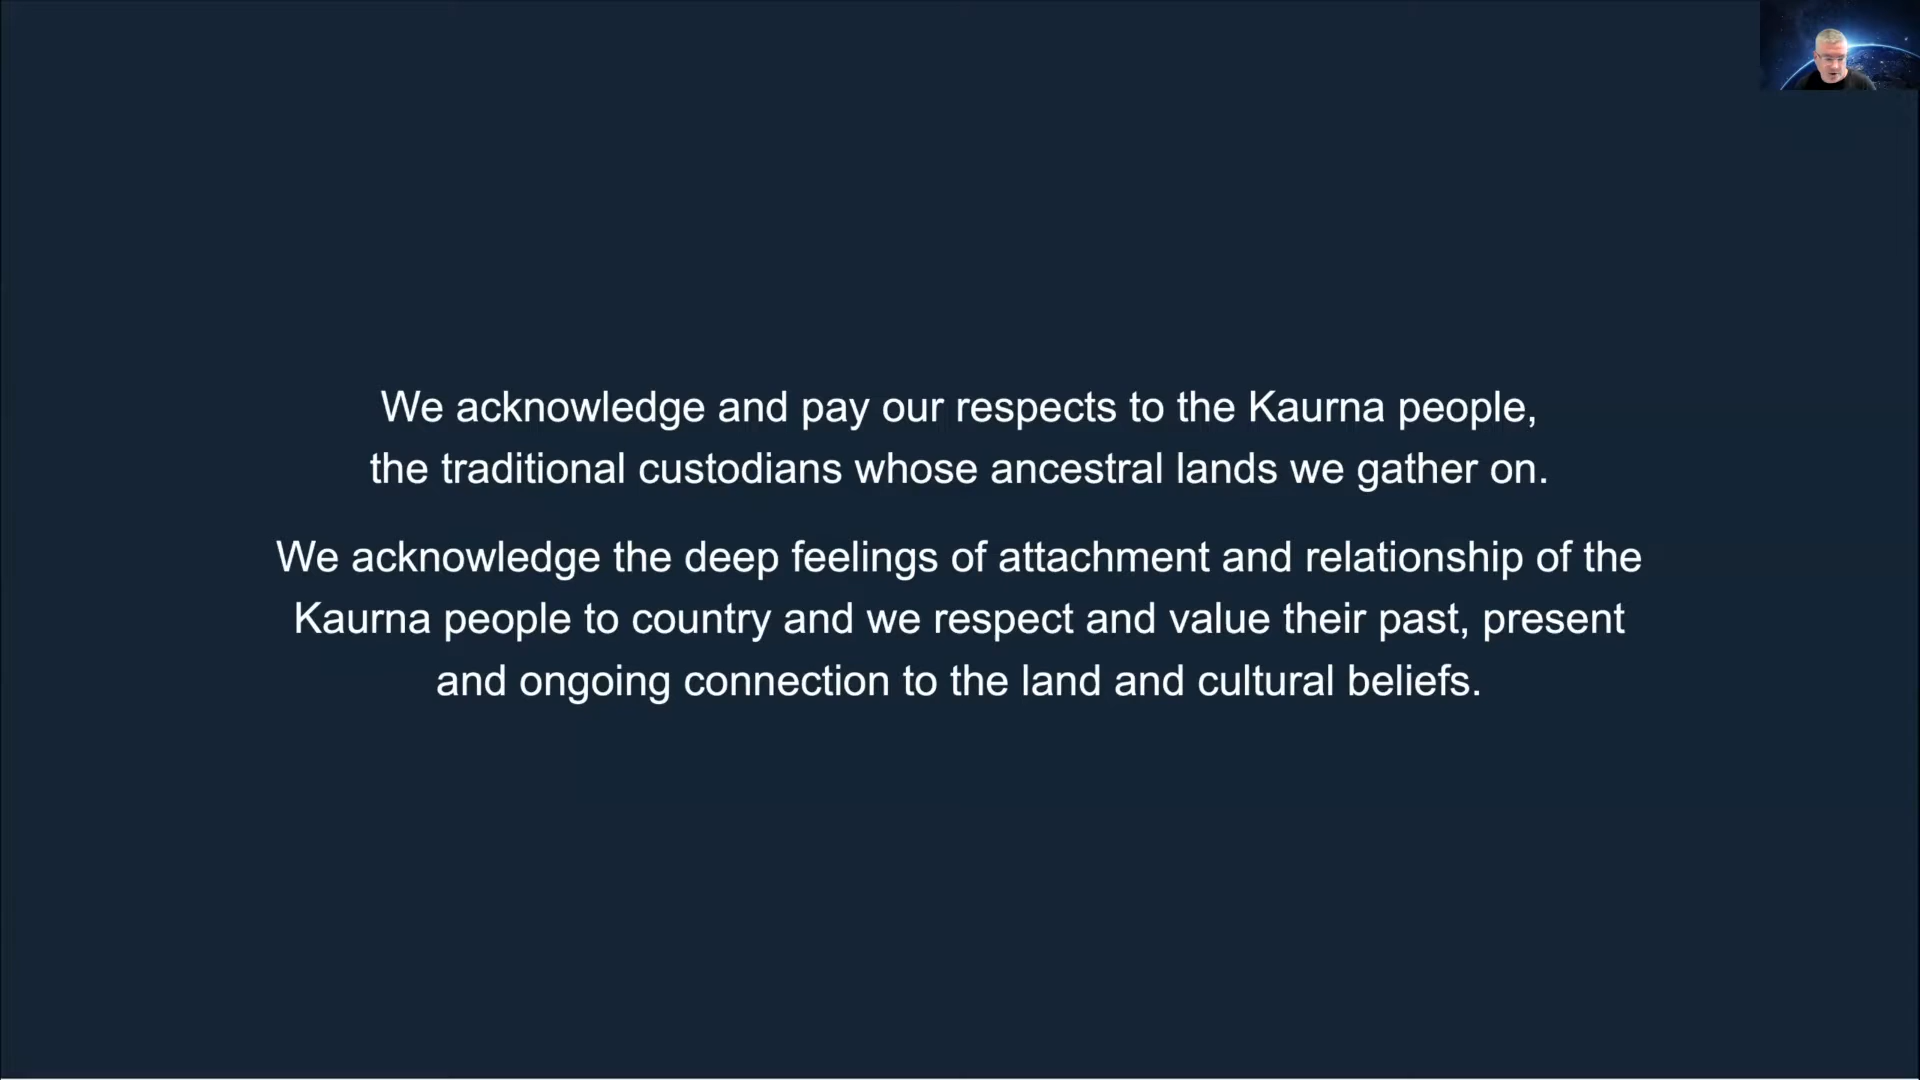 We acknowledge and pay our respects to the Kaurna people,
the traditional custodians whose ancestral lands we gather on.
We acknowledge the deep feelings of attachment and relationship of the
Kaurna people to country and we respect and value their past, present
and ongoing connection to the land and cultural beliefs.